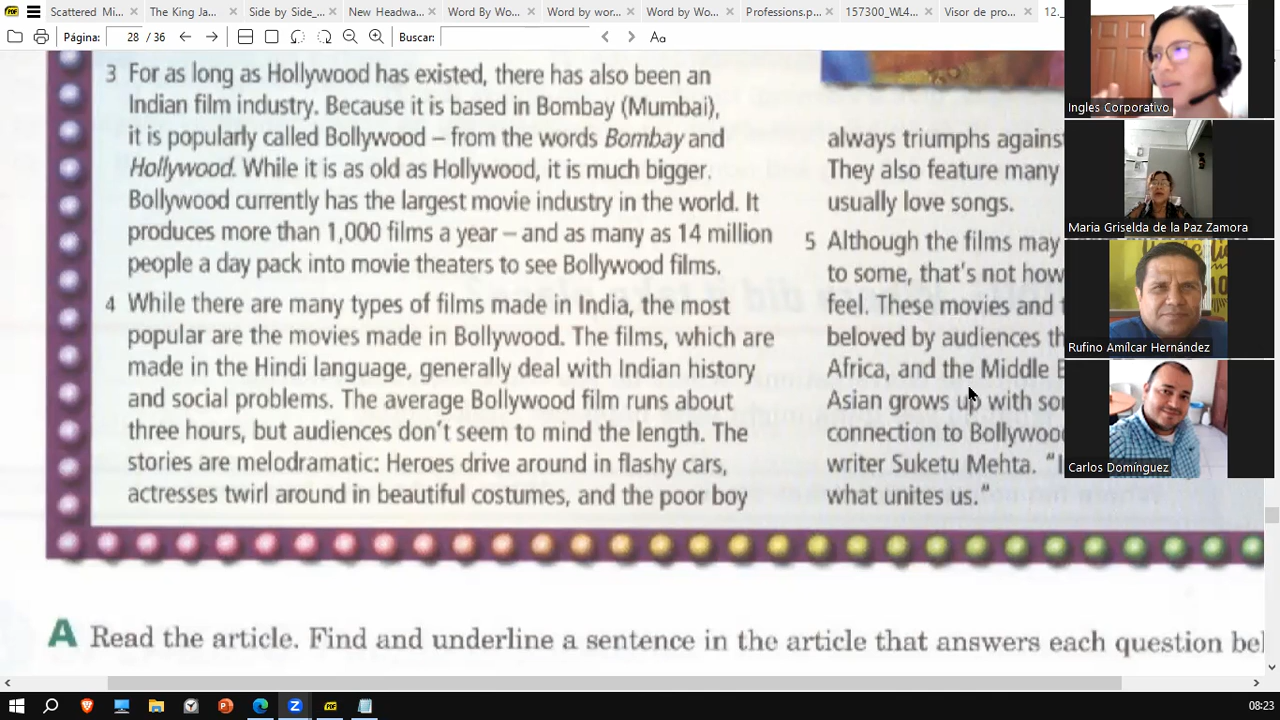 Scattered Mi...
The King Ja...
Side by Side_...
New Headwa...
Word By Wo...
Word by wor...
Word by Wo...
Professions.p...
157300_WL4...
Visor de pro...
12._
Página:
28 / 36
Buscar:
Aa
3 For as long as Hollywood has existed, there has also been an
Indian film industry. Because it is based in Bombay (Mumbai),
it is popularly called Bollywood – from the words Bombay and
Hollywood. While it is as old as Hollywood, it is much bigger.
Bollywood currently has the largest movie industry in the world. It
produces more than 1,000 films a year – and as many as 14 million
people a day pack into movie theaters to see Bollywood films.
4 While there are many types of films made in India, the most
popular are the movies made in Bollywood. The films, which are
made in the Hindi language, generally deal with Indian history
and social problems. The average Bollywood film runs about
three hours, but audiences don't seem to mind the length. The
stories are melodramatic: Heroes drive around in flashy cars,
actresses twirl around in beautiful costumes, and the poor boy
always triumphs against
They also feature many
usually love songs.
5 Although the films may
to some, that's not how
feel. These movies and t
beloved by audiences th
Africa, and the Middle E
Asian grows up with so
connection to Bollywood
writer Suketu Mehta. "I
what unites us."
A Read the article. Find and underline a sentence in the article that answers each question bel
Ingles Corporativo
Maria Griselda de la Paz Zamora
Rufino Amílcar Hernández
Carlos Domínguez
08:23